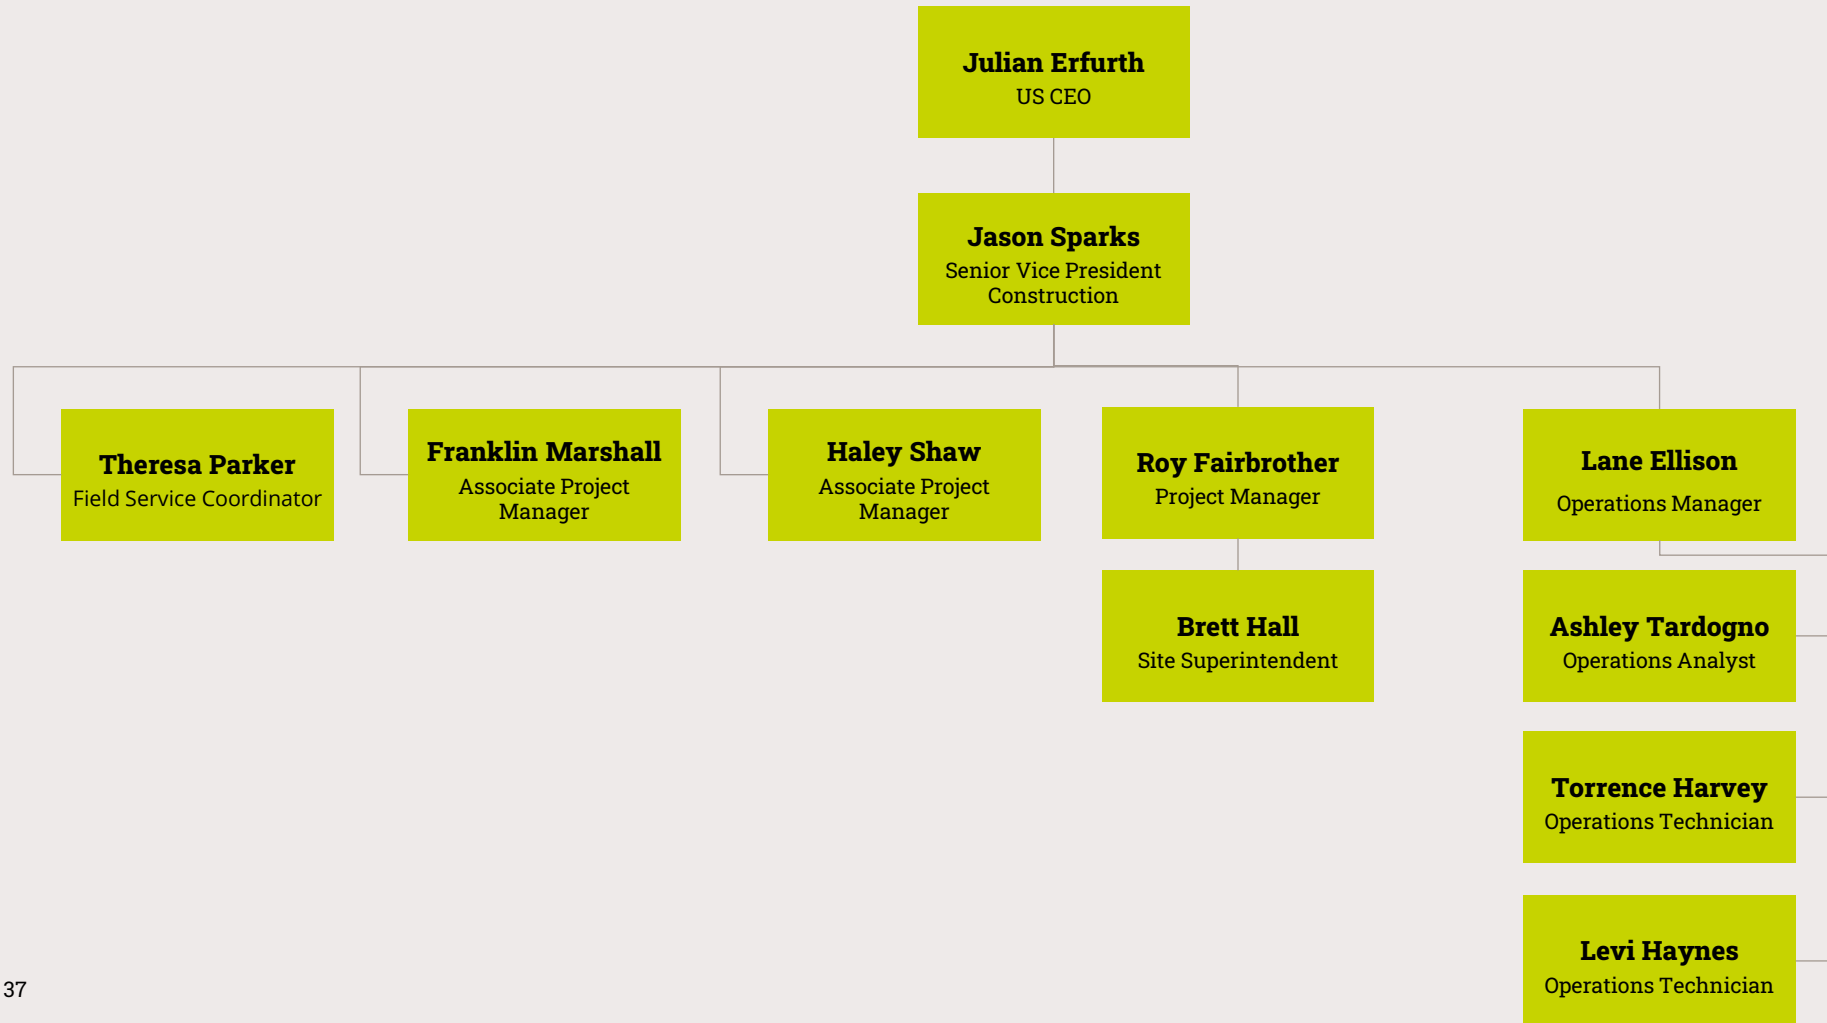 Julian Erfurth
US CEO
Jason Sparks
Senior Vice President
Construction
Theresa Parker
Field Service Coordinator
Franklin Marshall
Associate Project
Manager
Haley Shaw
Associate Project
Manager
Roy Fairbrother
Project Manager
Lane Ellison
Operations Manager
Brett Hall
Site Superintendent
Ashley Tardogno
Operations Analyst
Torrence Harvey
Operations Technician
Levi Haynes
Operations Technician
37